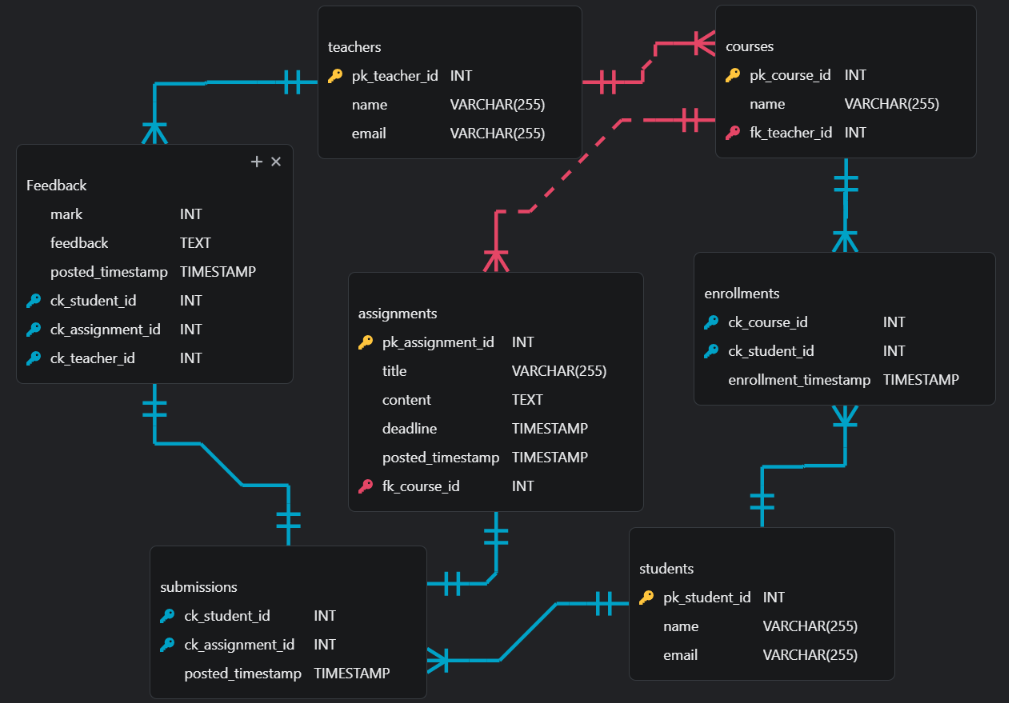 teachers
pk_teacher_id INT
name VARCHAR(255)
email VARCHAR(255)
courses
pk_course_id INT
name VARCHAR(255)
fk_teacher_id INT
Feedback
mark INT
feedback TEXT
posted_timestamp TIMESTAMP
ck_student_id INT
ck_assignment_id INT
ck_teacher_id INT
assignments
pk_assignment_id INT
title VARCHAR(255)
content TEXT
deadline TIMESTAMP
posted_timestamp TIMESTAMP
fk_course_id INT
enrollments
ck_course_id INT
ck_student_id INT
enrollment_timestamp TIMESTAMP
submissions
ck_student_id INT
ck_assignment_id INT
posted_timestamp TIMESTAMP
students
pk_student_id INT
name VARCHAR(255)
email VARCHAR(255)